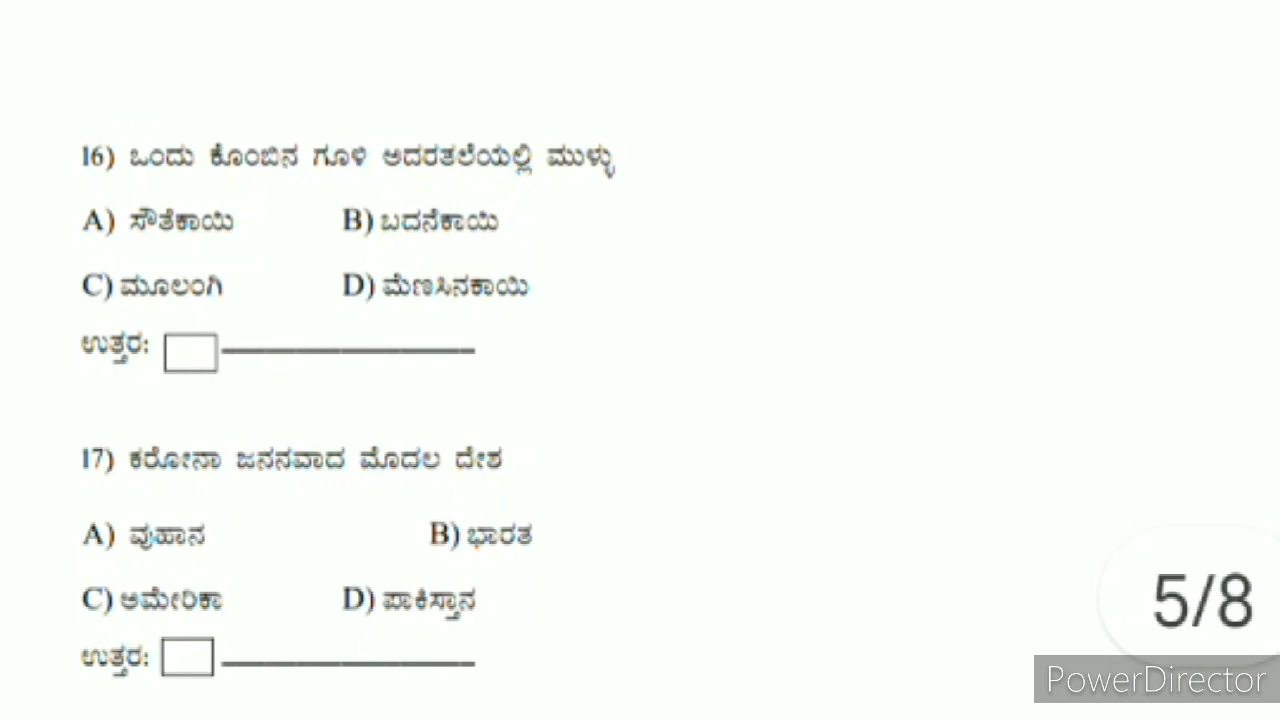 16) ಒಂದು ಕೊಂಬಿನ ಗೂಳಿ ಅದರತಲೆಯಲ್ಲಿ ಮುಳ್ಳು
A) ಸೌತೆಕಾಯಿ B) ಬದನೆಕಾಯಿ
C) ಮೂಲಂಗಿ D) ಮೆಣಸಿನಕಾಯಿ
ಉತ್ತರ:
17) ಕರೋನಾ ಜನನವಾದ ಮೊದಲ ದೇಶ
A) ವುಹಾನ B) ಭಾರತ
C) ಅಮೇರಿಕಾ D) ಪಾಕಿಸ್ತಾನ
ಉತ್ತರ:
5/8
PowerDirector